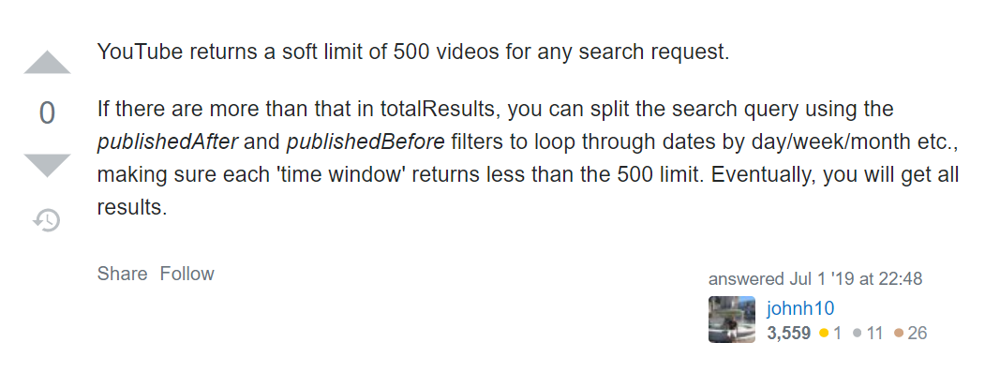 YouTube returns a soft limit of 500 videos for any search request.
0
If there are more than that in totalResults, you can split the search query using the
publishedAfter and publishedBefore filters to loop through dates by day/week/month etc.,
making sure each 'time window' returns less than the 500 limit. Eventually, you will get all
results.
Share Follow
answered Jul 1 '19 at 22:48
johnh10
3,559 1 11 26